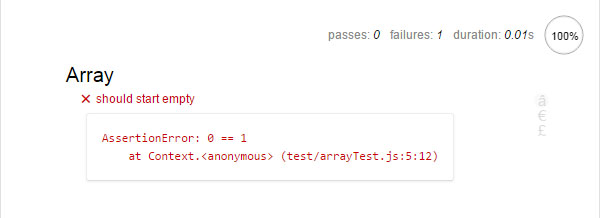 passes: 0 failures: 1 duration: 0.01s 100%
Array
✕ should start empty
â
€
£
AssertionError: 0 == 1
at Context.<anonymous> (test/arrayTest.js:5:12)